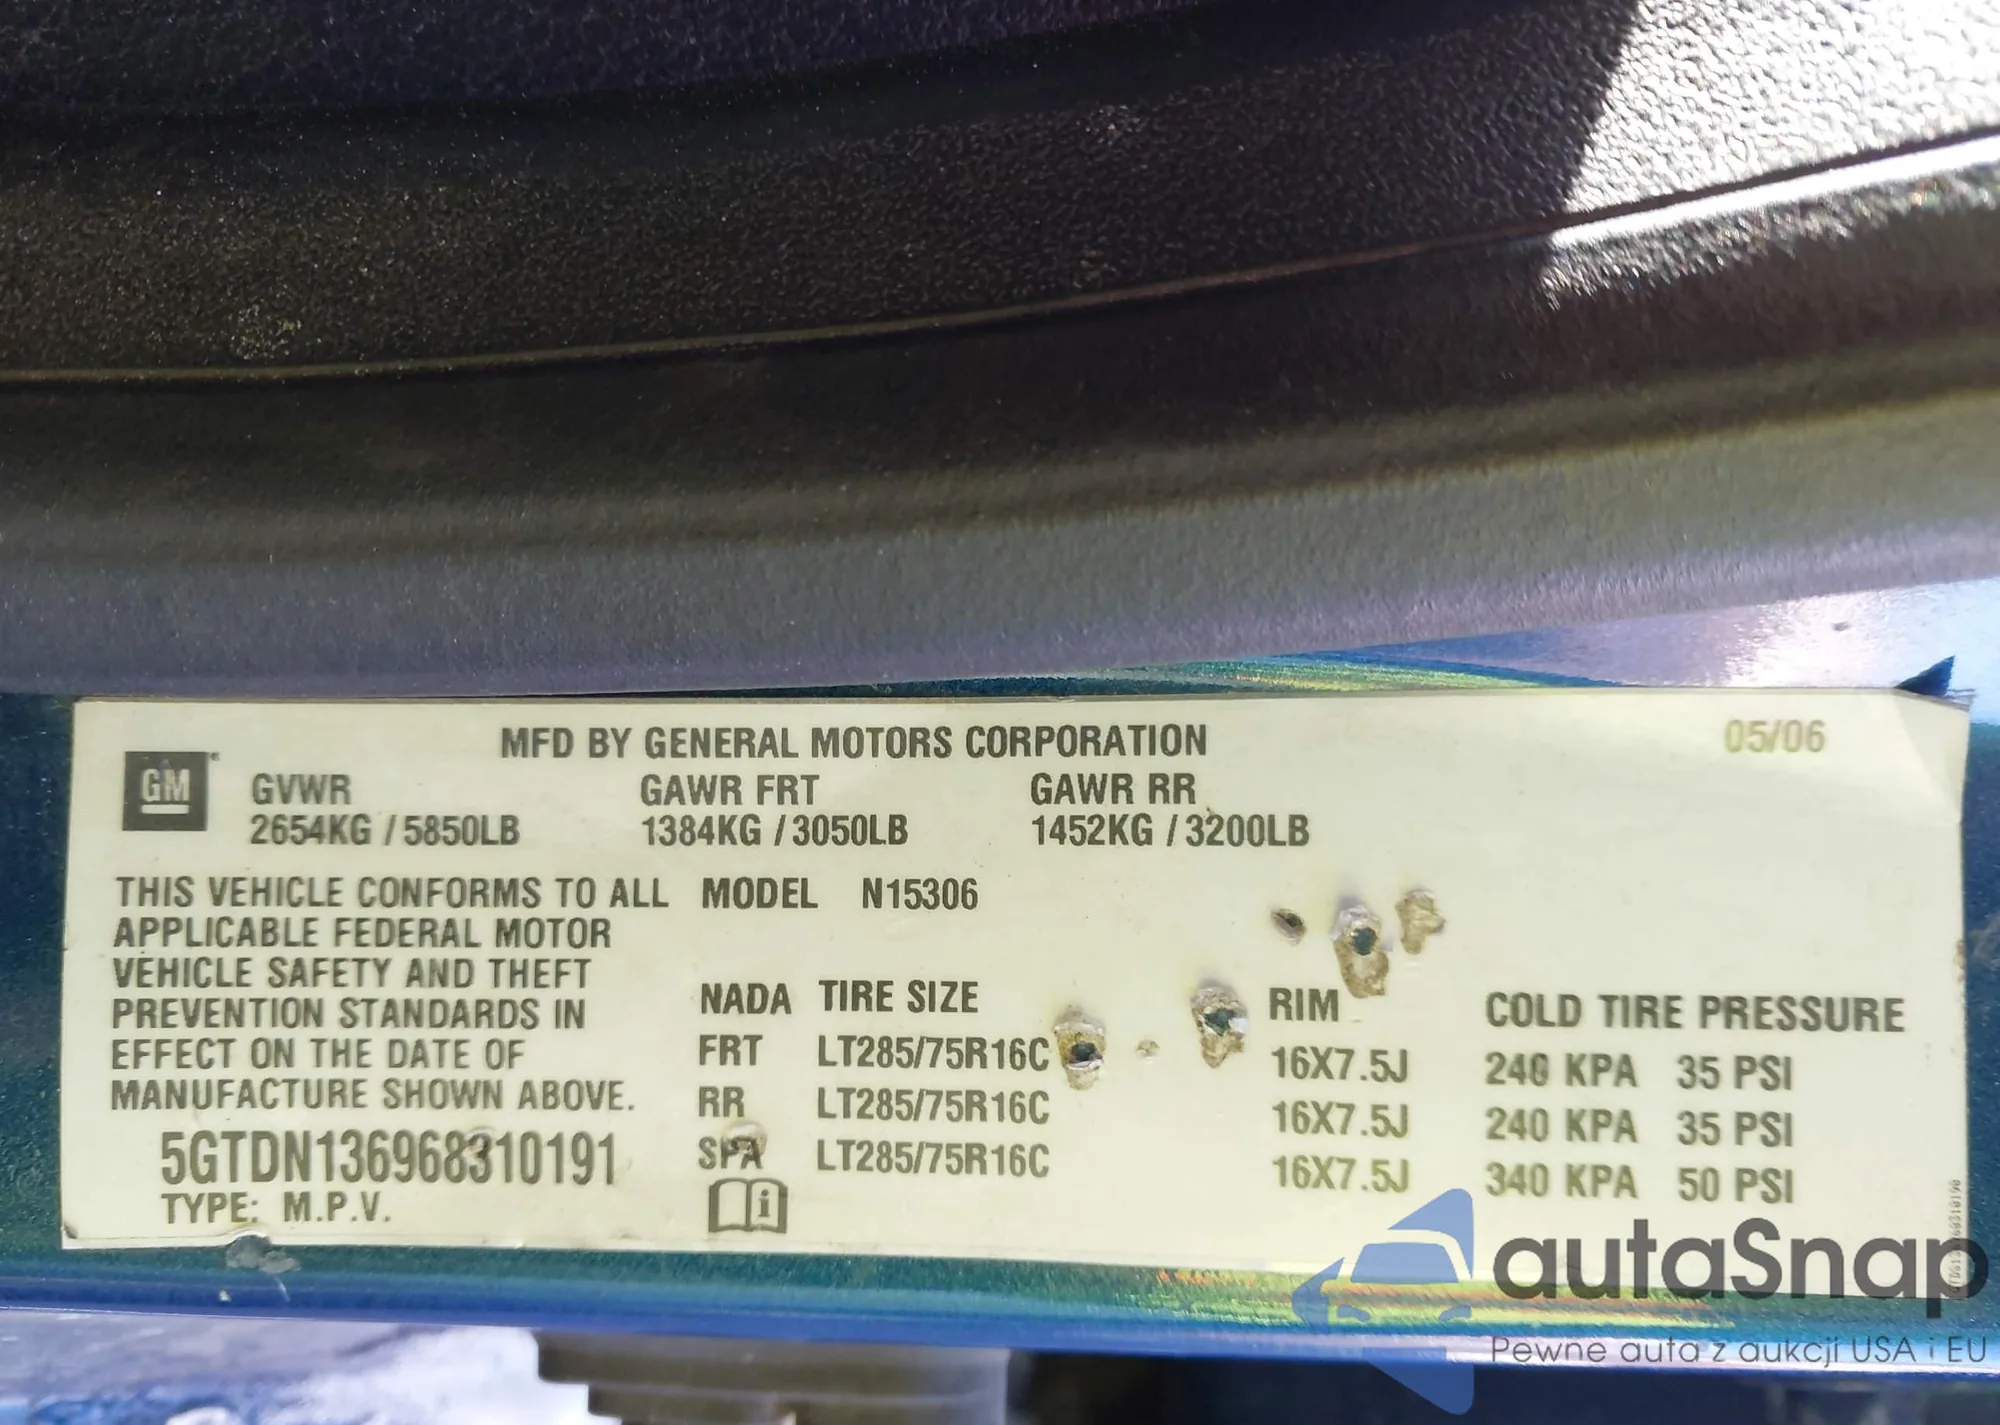 MFD BY GENERAL MOTORS CORPORATION 05/06
GM
GVWR GAWR FRT GAWR RR
2654KG / 5850LB 1384KG / 3050LB 1452KG / 3200LB
THIS VEHICLE CONFORMS TO ALL
APPLICABLE FEDERAL MOTOR
VEHICLE SAFETY AND THEFT
PREVENTION STANDARDS IN
EFFECT ON THE DATE OF
MANUFACTURE SHOWN ABOVE.
5GTDN136968310191
TYPE: M.P.V.
MODEL N15306
NADA TIRE SIZE RIM COLD TIRE PRESSURE
FRT LT285/75R16C 16X7.5J 240 KPA 35 PSI
RR LT285/75R16C 16X7.5J 240 KPA 35 PSI
SPA LT285/75R16C 16X7.5J 340 KPA 50 PSI
i
autaSnap
Pewne auta z aukcji USA i EU